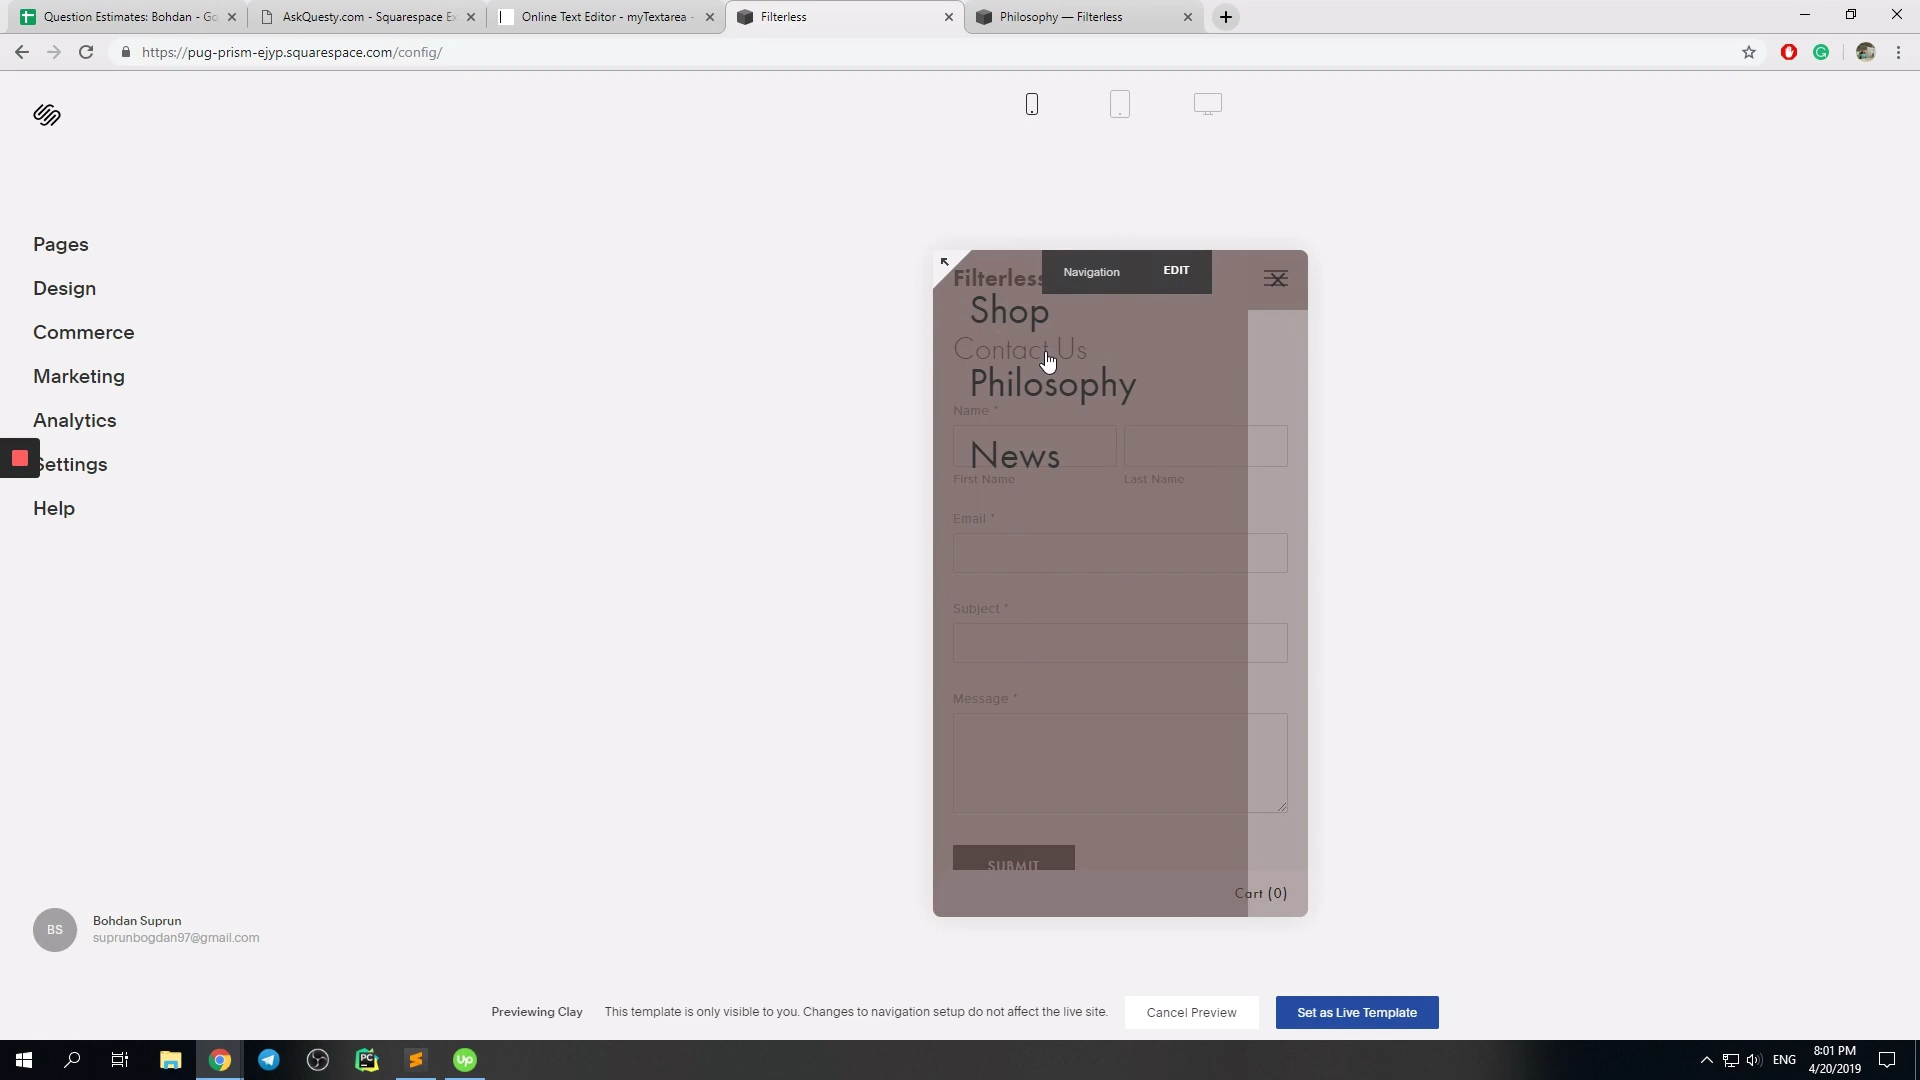 Question Estimates: Bohdan - Go
AskQuesty.com - Squarespace Ex
Online Text Editor - myTextarea -
Filterless
Philosophy — Filterless
https://pug-prism-ejyp.squarespace.com/config/
Pages
Design
Commerce
Marketing
Analytics
Settings
Help
Filterless
Navigation
EDIT
Shop
Contact Us
Philosophy
Name *
News
First Name
Last Name
Email *
Subject *
Message *
SUBMIT
Cart (0)
BS
Bohdan Suprun
suprunbogdan97@gmail.com
Previewing Clay
This template is only visible to you. Changes to navigation setup do not affect the live site.
Cancel Preview
Set as Live Template
PC
Up
ENG
8:01 PM
4/20/2019